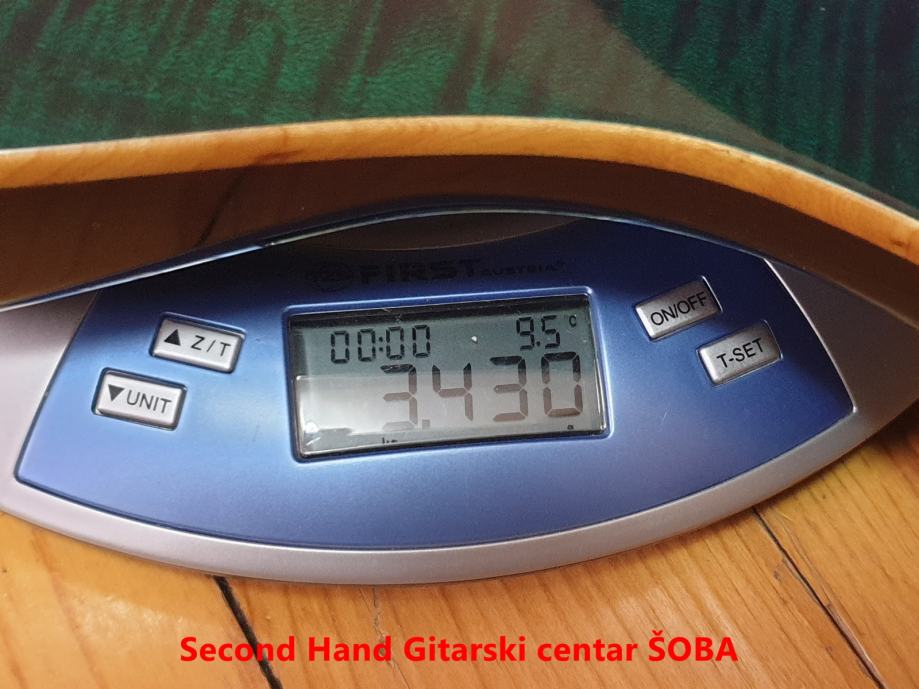 FIRST AUSTRIA
▲ Z/T
▼ UNIT
ON/OFF
T-SET
00:00 9.5°
3.430
Second Hand Gitarski centar ŠOBA